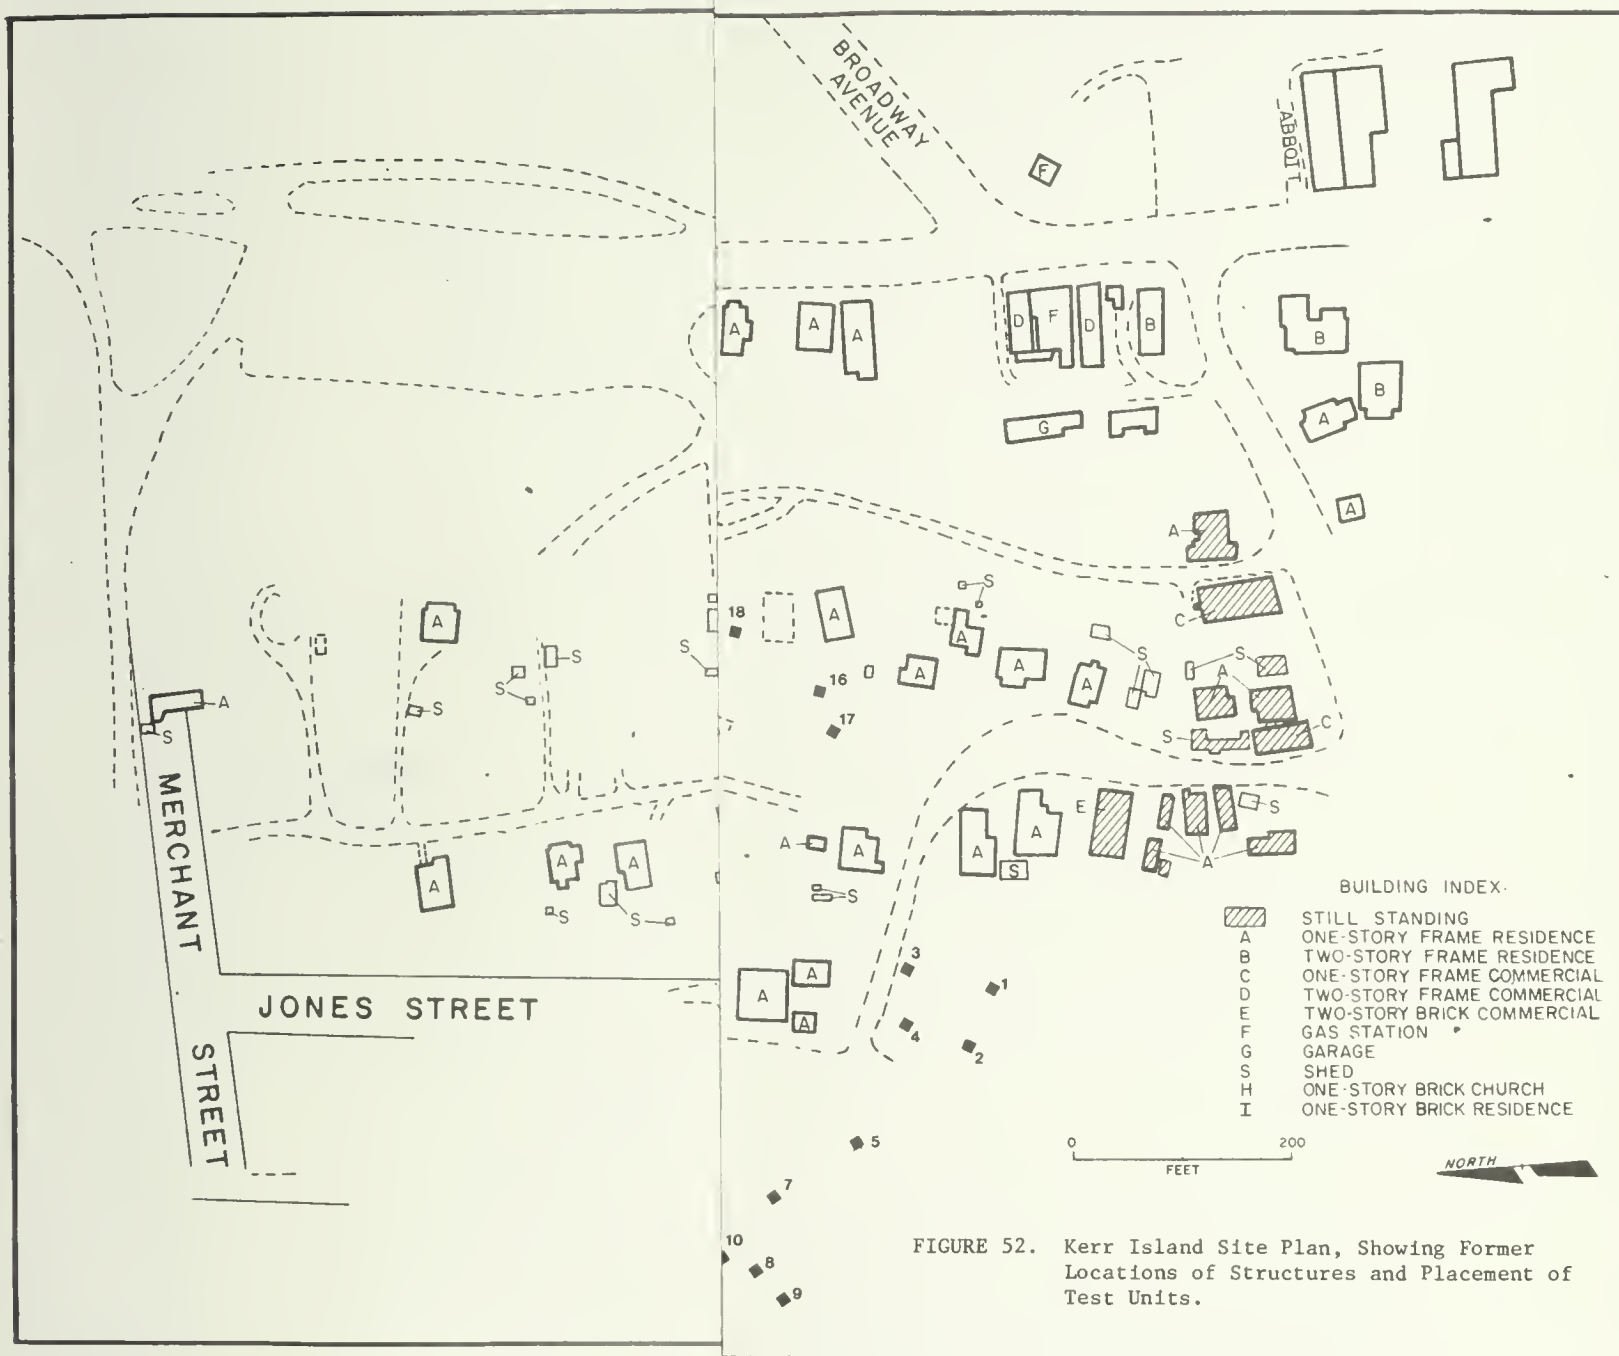 BROADWAY
AVENUE
ABBOTT
F
A
A
A
D
F
D
B
B
B
A
G
A
A
C
S
A
A
S
A
A
A
S
S
A
S
C
18
16
17
A
S
S
S
S
A
S
E
A
A
S
S
A
A
A
S
A
A
A
S
S
A
A
A
MERCHANT
STREET
JONES STREET
3
1
4
2
5
7
10
8
9
BUILDING INDEX
STILL STANDING
A ONE-STORY FRAME RESIDENCE
B TWO-STORY FRAME RESIDENCE
C ONE-STORY FRAME COMMERCIAL
D TWO-STORY FRAME COMMERCIAL
E TWO-STORY BRICK COMMERCIAL
F GAS STATION
G GARAGE
S SHED
H ONE-STORY BRICK CHURCH
I ONE-STORY BRICK RESIDENCE
0 200
FEET
NORTH
FIGURE 52. Kerr Island Site Plan, Showing Former
Locations of Structures and Placement of
Test Units.